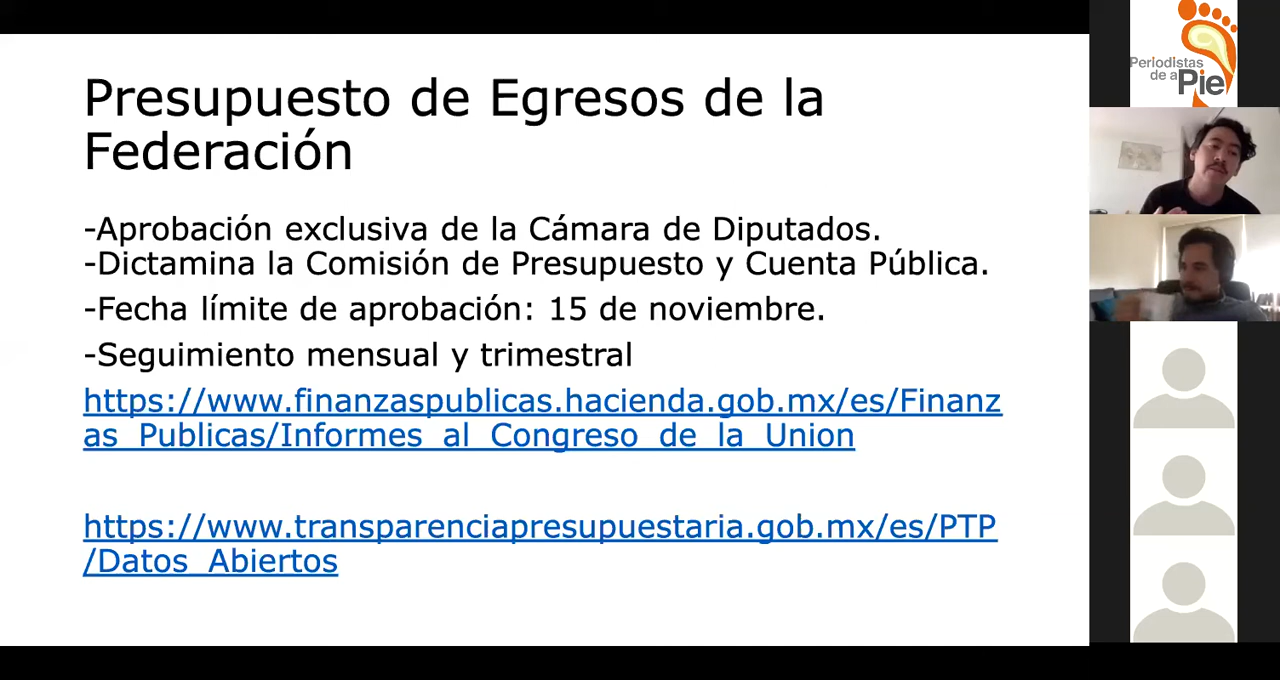 Presupuesto de Egresos de la
Federación
-Aprobación exclusiva de la Cámara de Diputados.
-Dictamina la Comisión de Presupuesto y Cuenta Pública.
-Fecha límite de aprobación: 15 de noviembre.
-Seguimiento mensual y trimestral
https://www.finanzaspublicas.hacienda.gob.mx/es/Finanz
as_Publicas/Informes_al_Congreso_de_la_Union
https://www.transparenciapresupuestaria.gob.mx/es/PTP
/Datos_Abiertos
Periodistas
de a
Pie